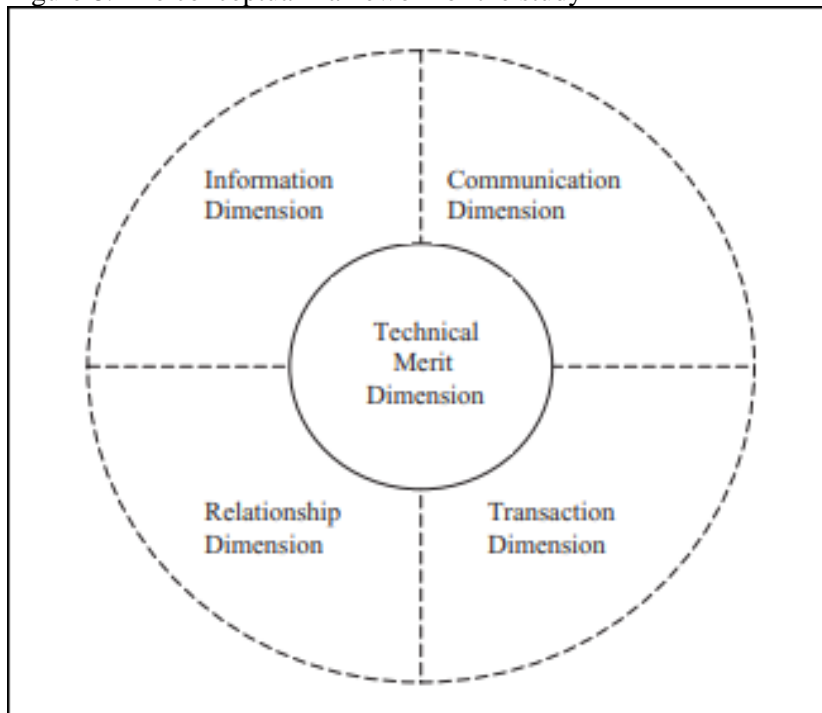 Information
Dimension
Communication
Dimension
Technical
Merit
Dimension
Relationship
Dimension
Transaction
Dimension